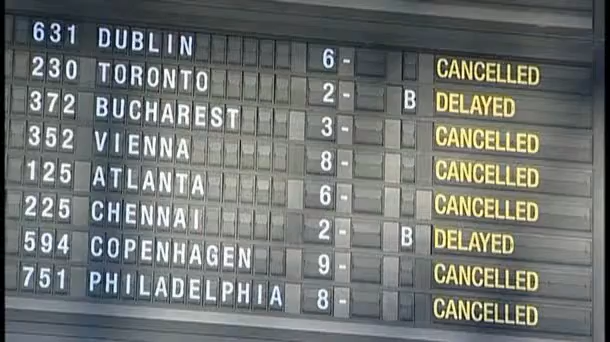 631 DUBLIN 6- CANCELLED
230 TORONTO 2- B DELAYED
372 BUCHAREST 3- CANCELLED
352 VIENNA 8- CANCELLED
125 ATLANTA 6- CANCELLED
225 CHENNAI 2- B DELAYED
594 COPENHAGEN 9- CANCELLED
751 PHILADELPHIA 8- CANCELLED